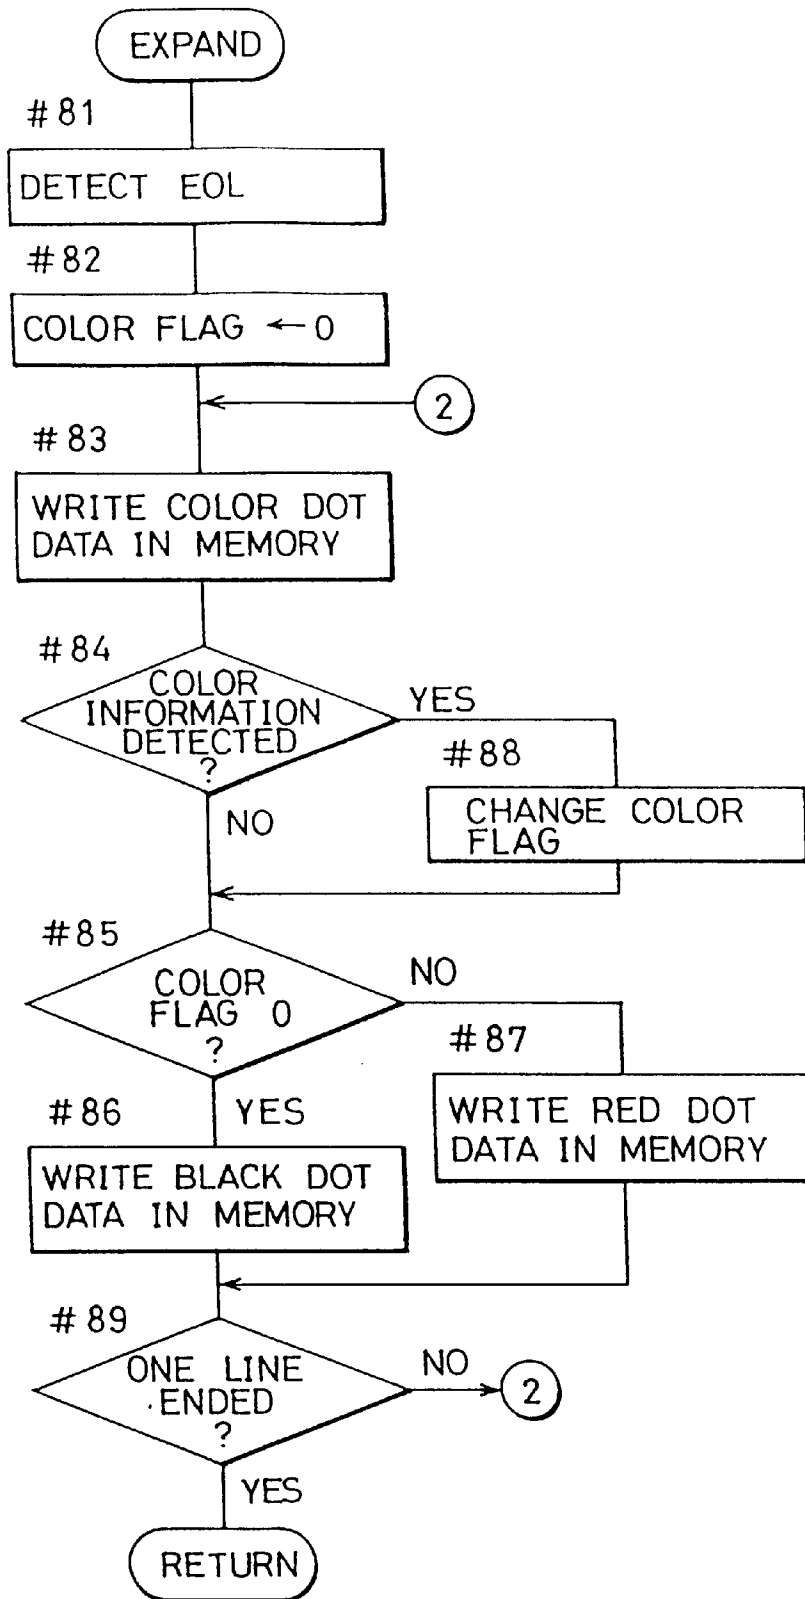 EXPAND
#81
DETECT EOL
#82
COLOR FLAG ← 0
2
#83
WRITE COLOR DOT
DATA IN MEMORY
#84
COLOR
INFORMATION
DETECTED
?
YES
#88
CHANGE COLOR
FLAG
NO
#85
COLOR
FLAG 0
?
NO
#87
WRITE RED DOT
DATA IN MEMORY
#86
YES
WRITE BLACK DOT
DATA IN MEMORY
#89
ONE LINE
ENDED
?
NO
2
YES
RETURN